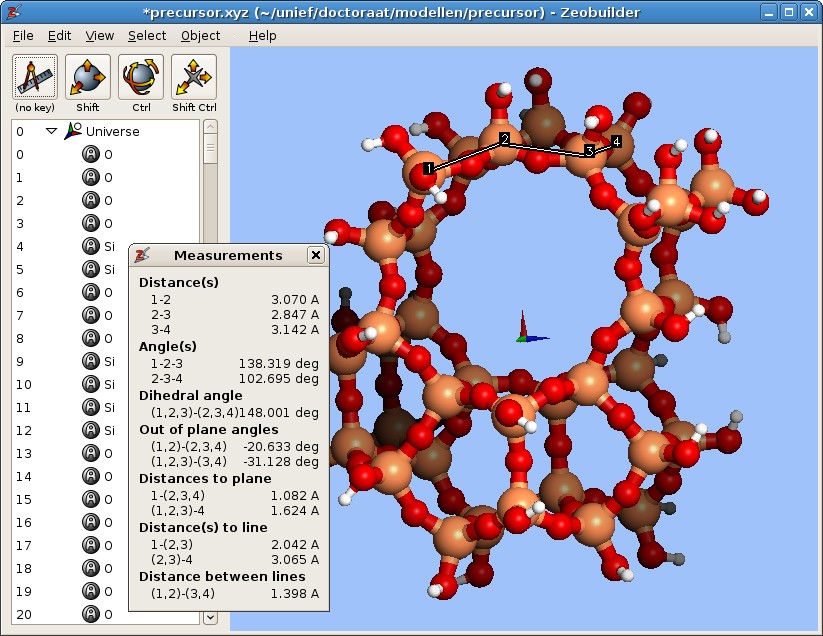 *precursor.xyz (~/unief/doctoraat/modellen/precursor) - Zeobuilder
File Edit View Select Object Help
(no key) Shift Ctrl Shift Ctrl
0 Universe
0 O
1 O
2 O
3 O
4 Si
5 Si
6 O
7 O
8 O
9 Si
10 Si
11 Si
12 Si
13 O
14 O
15 O
16 O
17 O
18 O
19 O
20 O
Measurements
Distance(s)
1-2 3.070 A
2-3 2.847 A
3-4 3.142 A
Angle(s)
1-2-3 138.319 deg
2-3-4 102.695 deg
Dihedral angle
(1,2,3)-(2,3,4)148.001 deg
Out of plane angles
(1,2)-(2,3,4) -20.633 deg
(1,2,3)-(3,4) -31.128 deg
Distances to plane
1-(2,3,4) 1.082 A
(1,2,3)-4 1.624 A
Distance(s) to line
1-(2,3) 2.042 A
(2,3)-4 3.065 A
Distance between lines
(1,2)-(3,4) 1.398 A
1 2 3 4